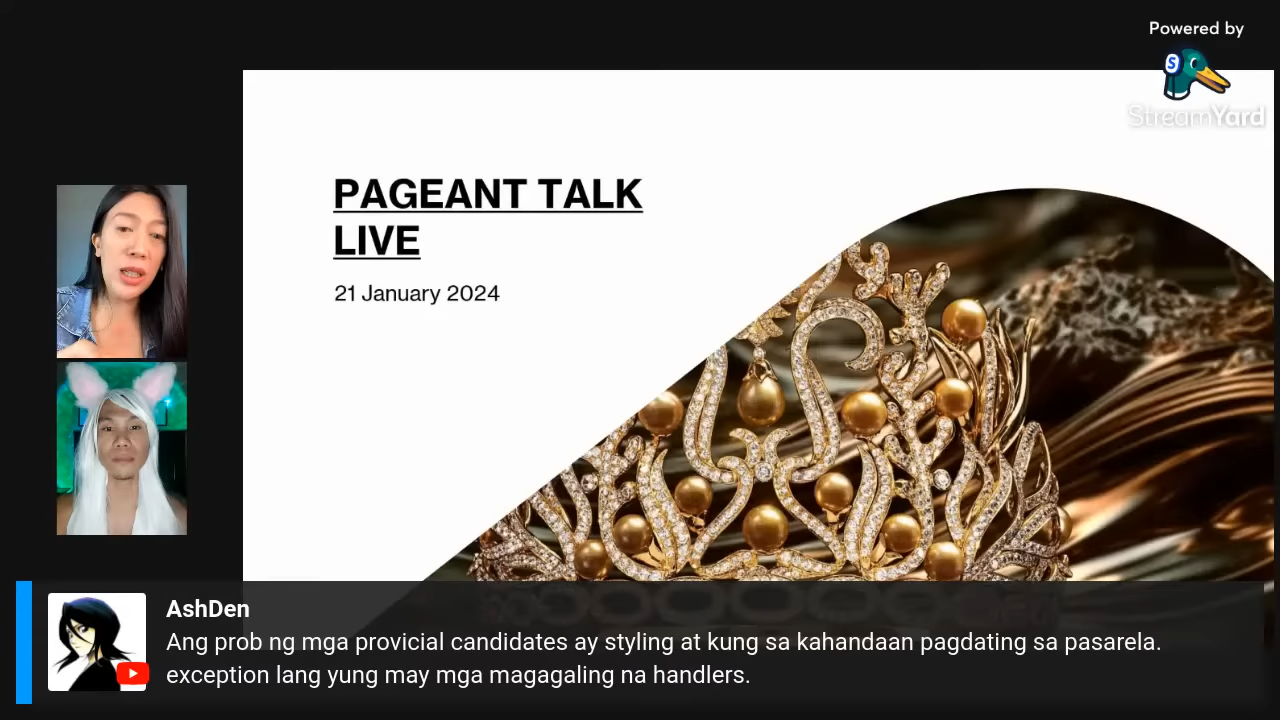 Powered by
S
StreamYard
PAGEANT TALK
LIVE
21 January 2024
AshDen
Ang prob ng mga provicial candidates ay styling at kung sa kahandaan pagdating sa pasarela.
exception lang yung may mga magagaling na handlers.